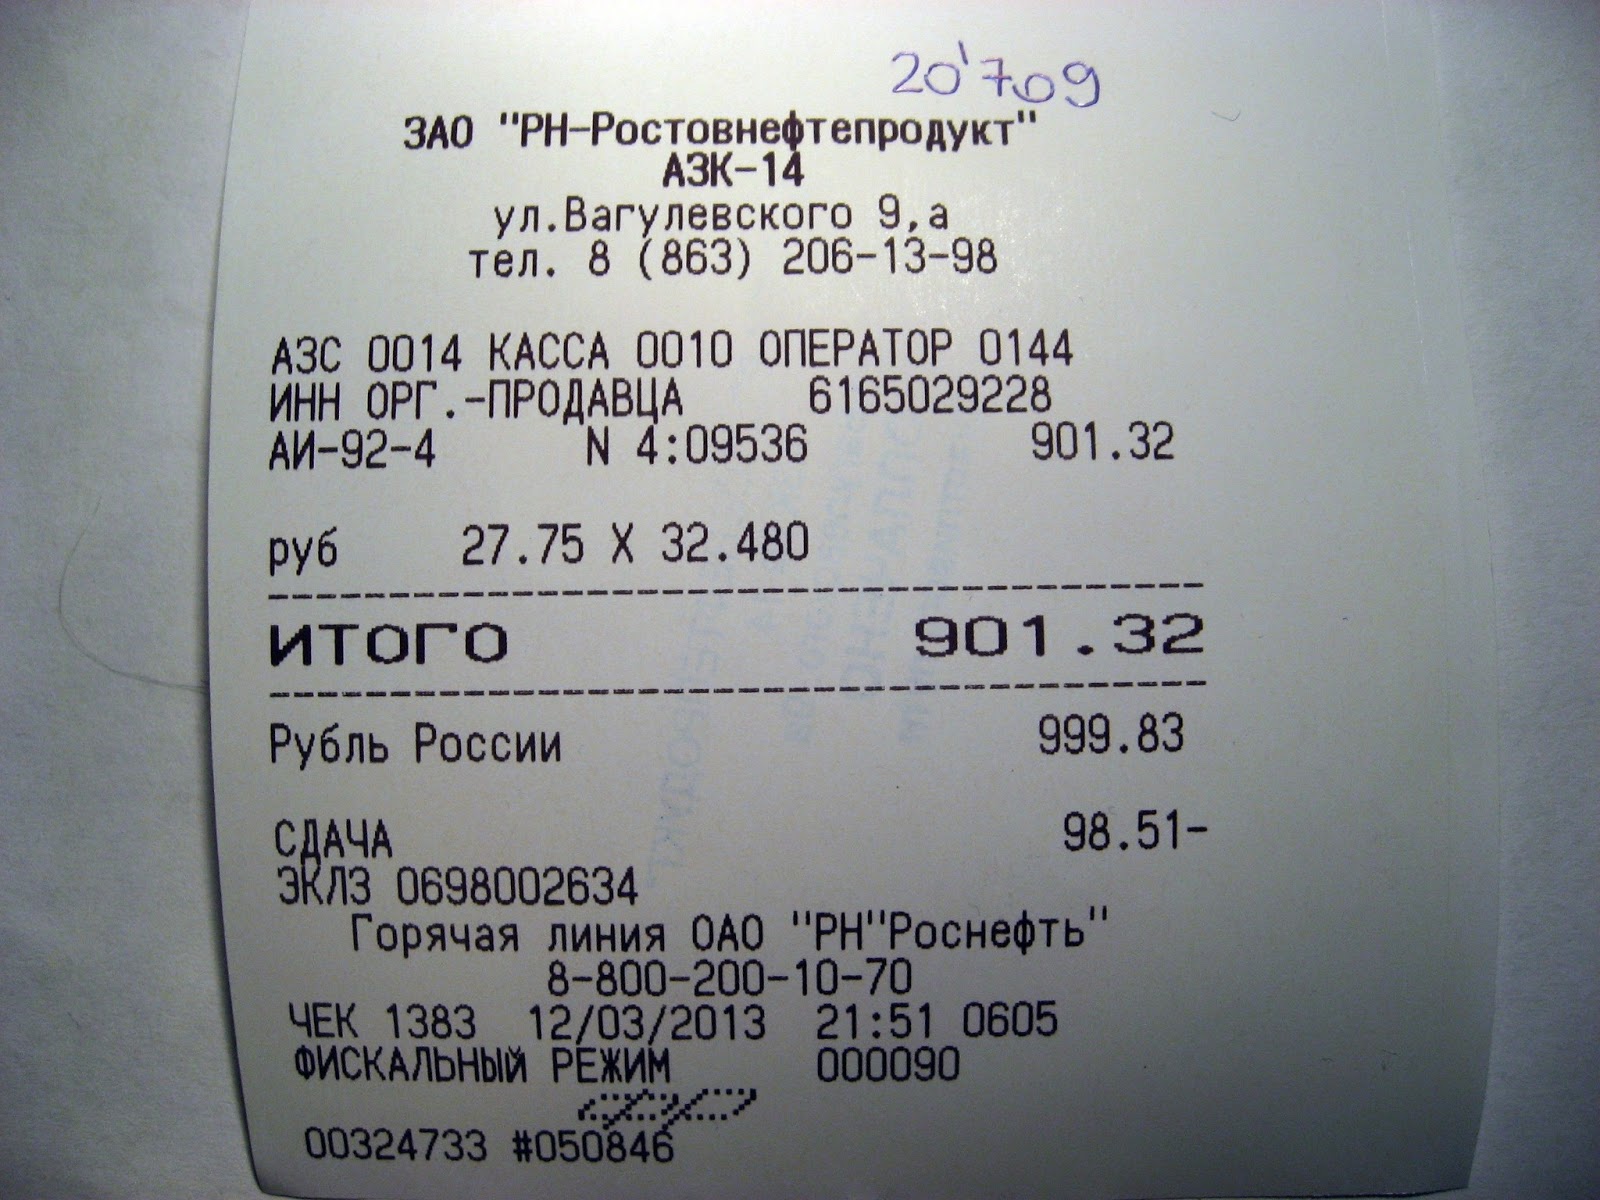 20'709
ЗАО "РН-Ростовнефтепродукт"
АЗК-14
ул.Вагулевского 9,а
тел. 8 (863) 206-13-98
АЗС 0014 КАССА 0010 ОПЕРАТОР 0144
ИНН ОРГ.-ПРОДАВЦА 6165029228
АИ-92-4 N 4:09536 901.32
руб 27.75 X 32.480
ИТОГО 901.32
Рубль России 999.83
СДАЧА 98.51-
ЭКЛЗ 0698002634
Горячая линия ОАО "РН"Роснефть"
8-800-200-10-70
ЧЕК 1383 12/03/2013 21:51 0605
ФИСКАЛЬНЫЙ РЕЖИМ 000090
00324733 #050846